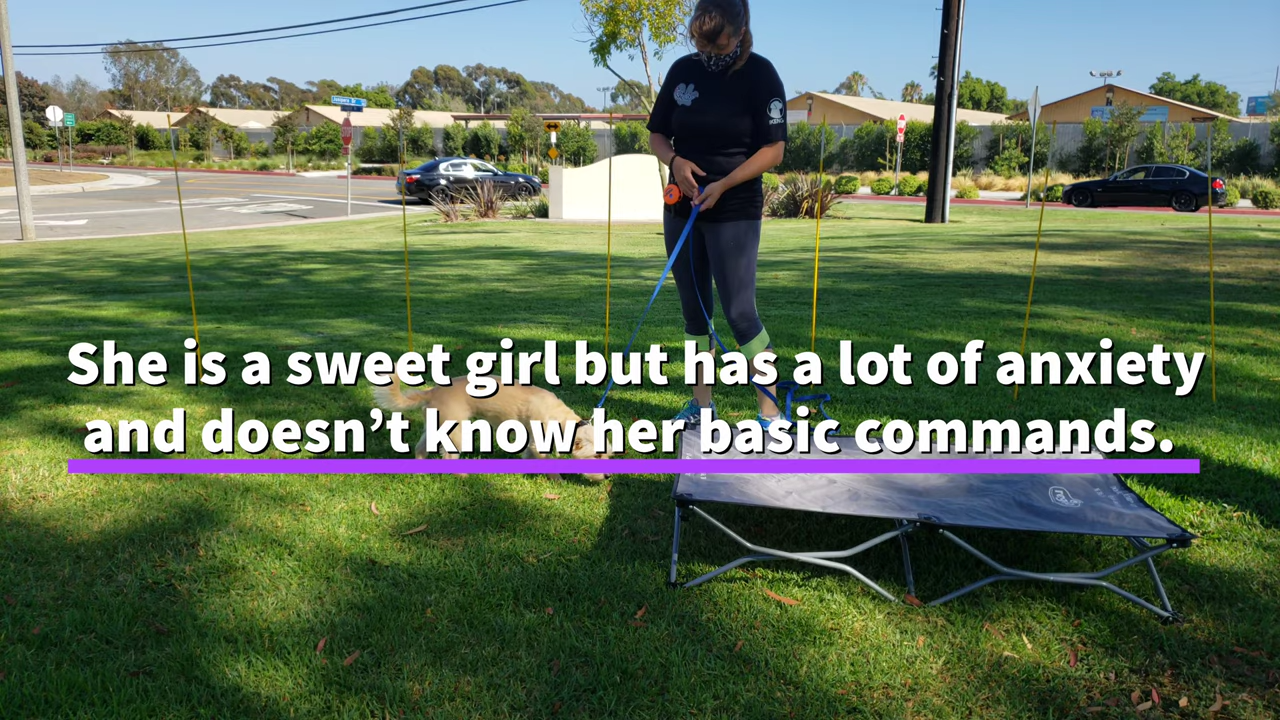 She is a sweet girl but has a lot of anxiety
and doesn't know her basic commands.